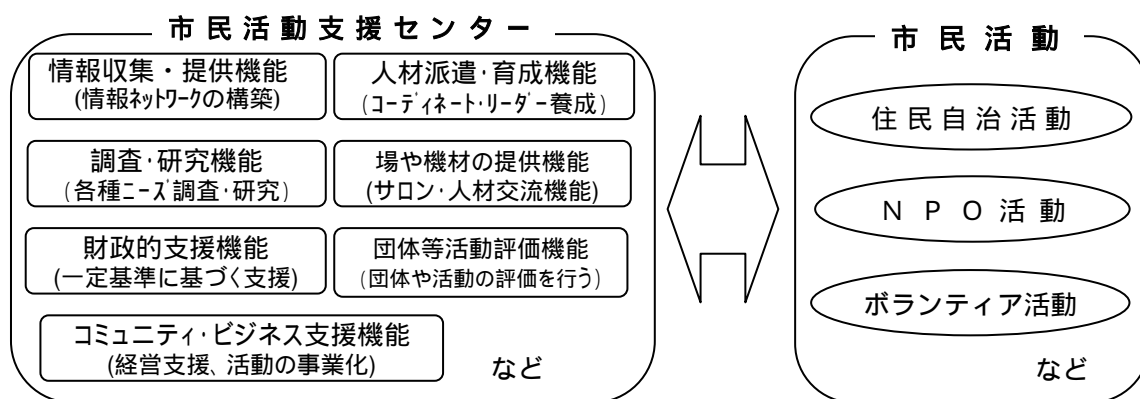 市民活動支援センター
情報収集・提供機能
(情報ﾈｯﾄﾜｰｸの構築)
人材派遣･育成機能
(ｺｰﾃﾞｨﾈｰﾄ･ﾘｰﾀﾞｰ養成)
調査･研究機能
(各種ﾆｰｽﾞ調査･研究)
場や機材の提供機能
(サロン･人材交流機能)
財政的支援機能
(一定基準に基づく支援)
団体等活動評価機能
(団体や活動の評価を行う)
コミュニティ･ビジネス支援機能
(経営支援、活動の事業化)
など
市民活動
住民自治活動
ＮＰＯ活動
ボランティア活動
など